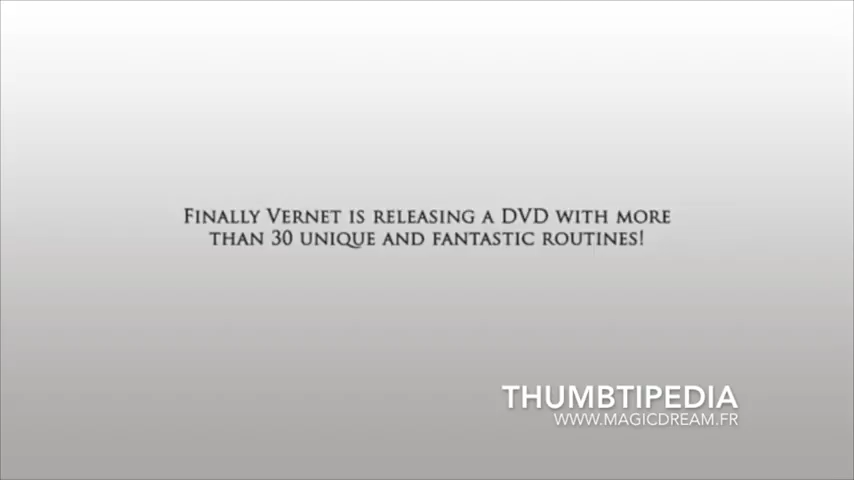 Finally Vernet is releasing a DVD with more
than 30 unique and fantastic routines!
THUMBTIPEDIA
WWW.MAGICDREAM.FR